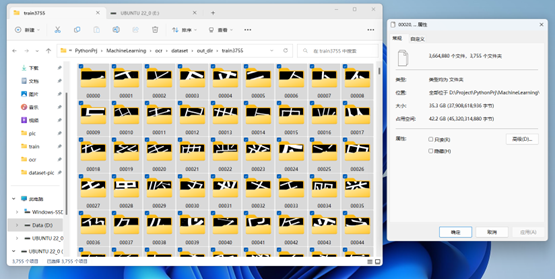 train3755
UBUNTU 22_0 (E:)
新建
排序
查看
PythonPrj > MachineLearning > ocr > dataset > out_dir > train3755
在 train3755 中搜索
下载
文档
图片
音乐
视频
pic
train
ocr
dataset-pic
此电脑
Windows-SSD
Data (D:)
UBUNTU 22_0
UBUNTU 22_0 (E:)
00000 00001 00002 00003 00004 00005 00006 00007 00008
00009 00010 00011 00012 00013 00014 00015 00016 00017
00018 00019 00020 00021 00022 00023 00024 00025 00026
00027 00028 00029 00030 00031 00032 00033 00034 00035
00036 00037 00038 00039 00040 00041 00042 00043 00044
3,755 个项目
已选择 3,755 个项目
00020, ... 属性
常规
自定义
3,664,880 个文件，3,755 个文件夹
类型:
类型均为 文件夹
位置:
全部位于 D:\Project\PythonPrj\MachineLearning\
大小:
35.3 GB (37,908,618,936 字节)
占用空间:
42.2 GB (45,320,314,880 字节)
属性:
只读(R)
高级(D)...
隐藏(H)
确定
取消
应用(A)